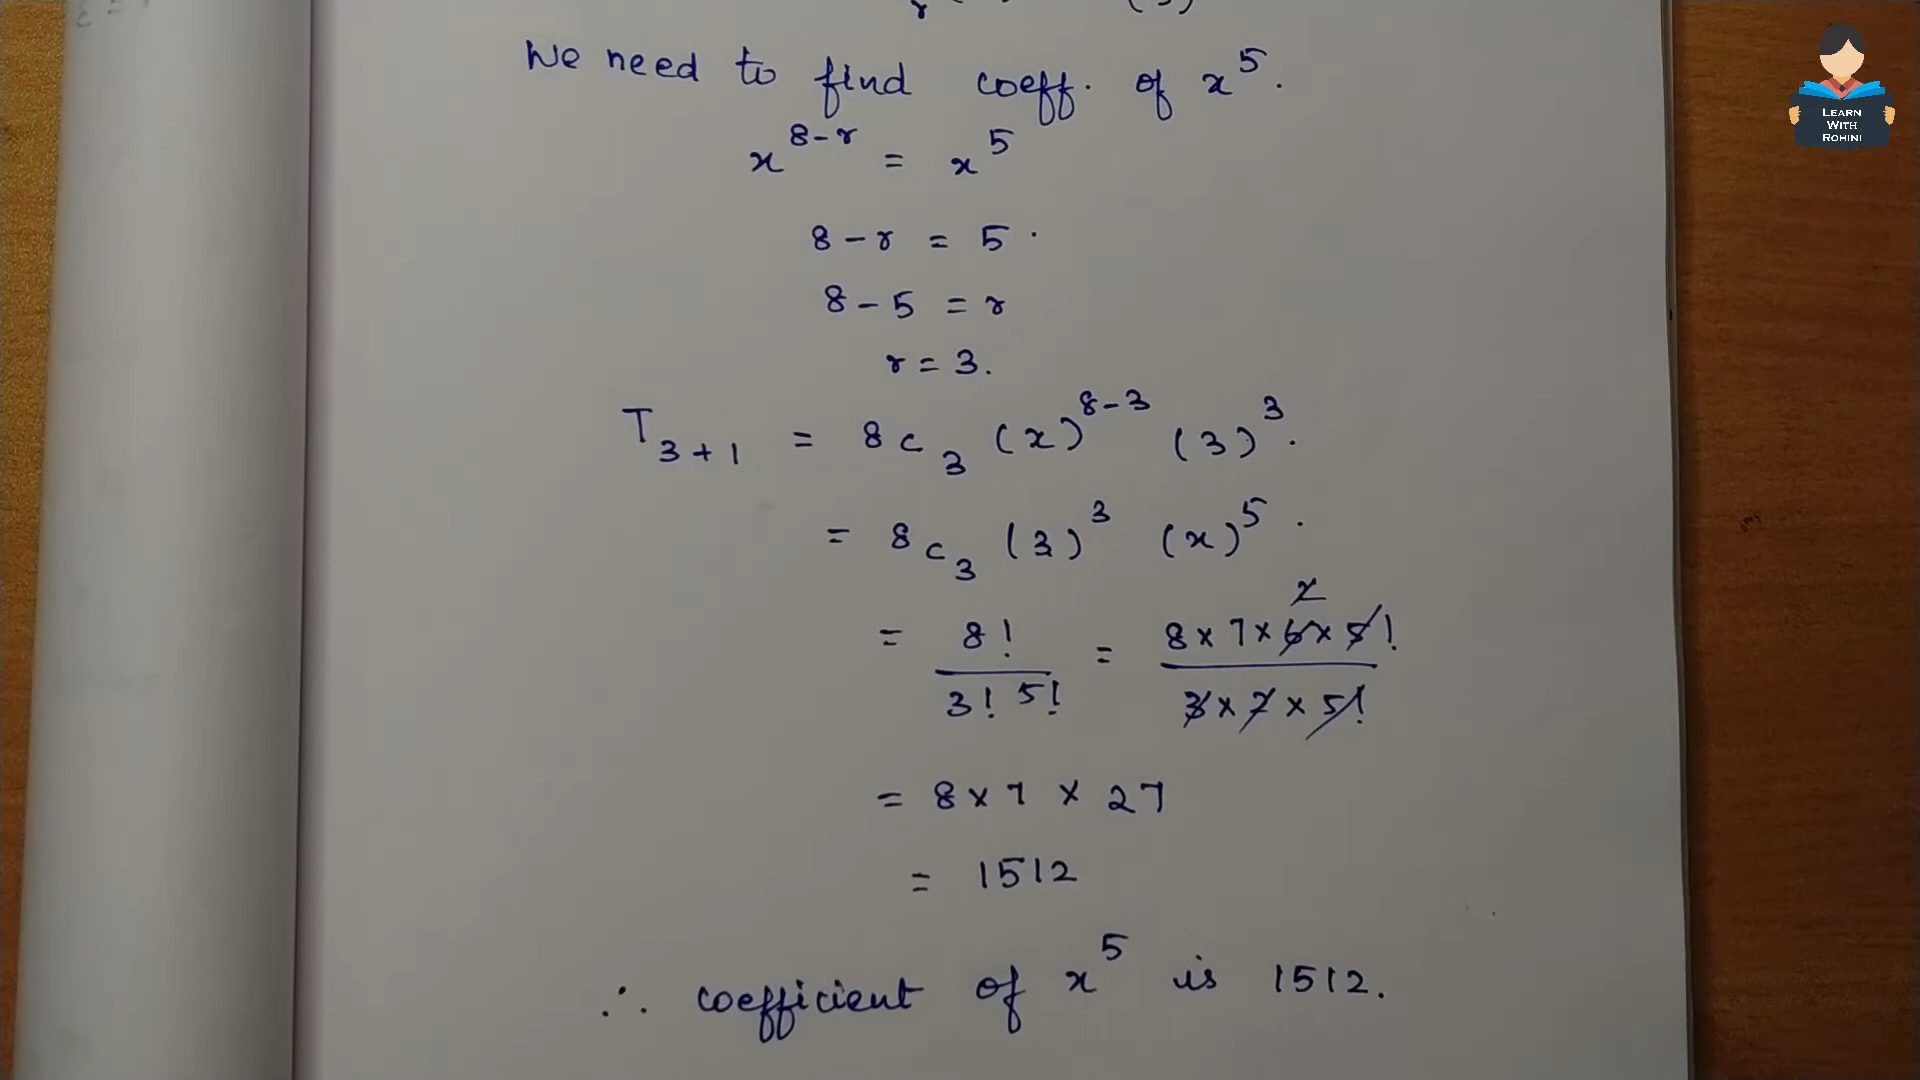 We need to find coeff. of x^5.
x^{8-r} = x^5
8 - r = 5
8 - 5 = r
r = 3.
T_{3+1} = 8c_3 (x)^{8-3} (3)^3.
= 8c_3 (3)^3 (x)^5.
= 8! / 3! 5! = 8 x 7 x 6 x 5! / 3 x 2 x 5!
= 8 x 7 x 27
= 1512
∴ coefficient of x^5 is 1512.
LEARN
WITH
ROHINI